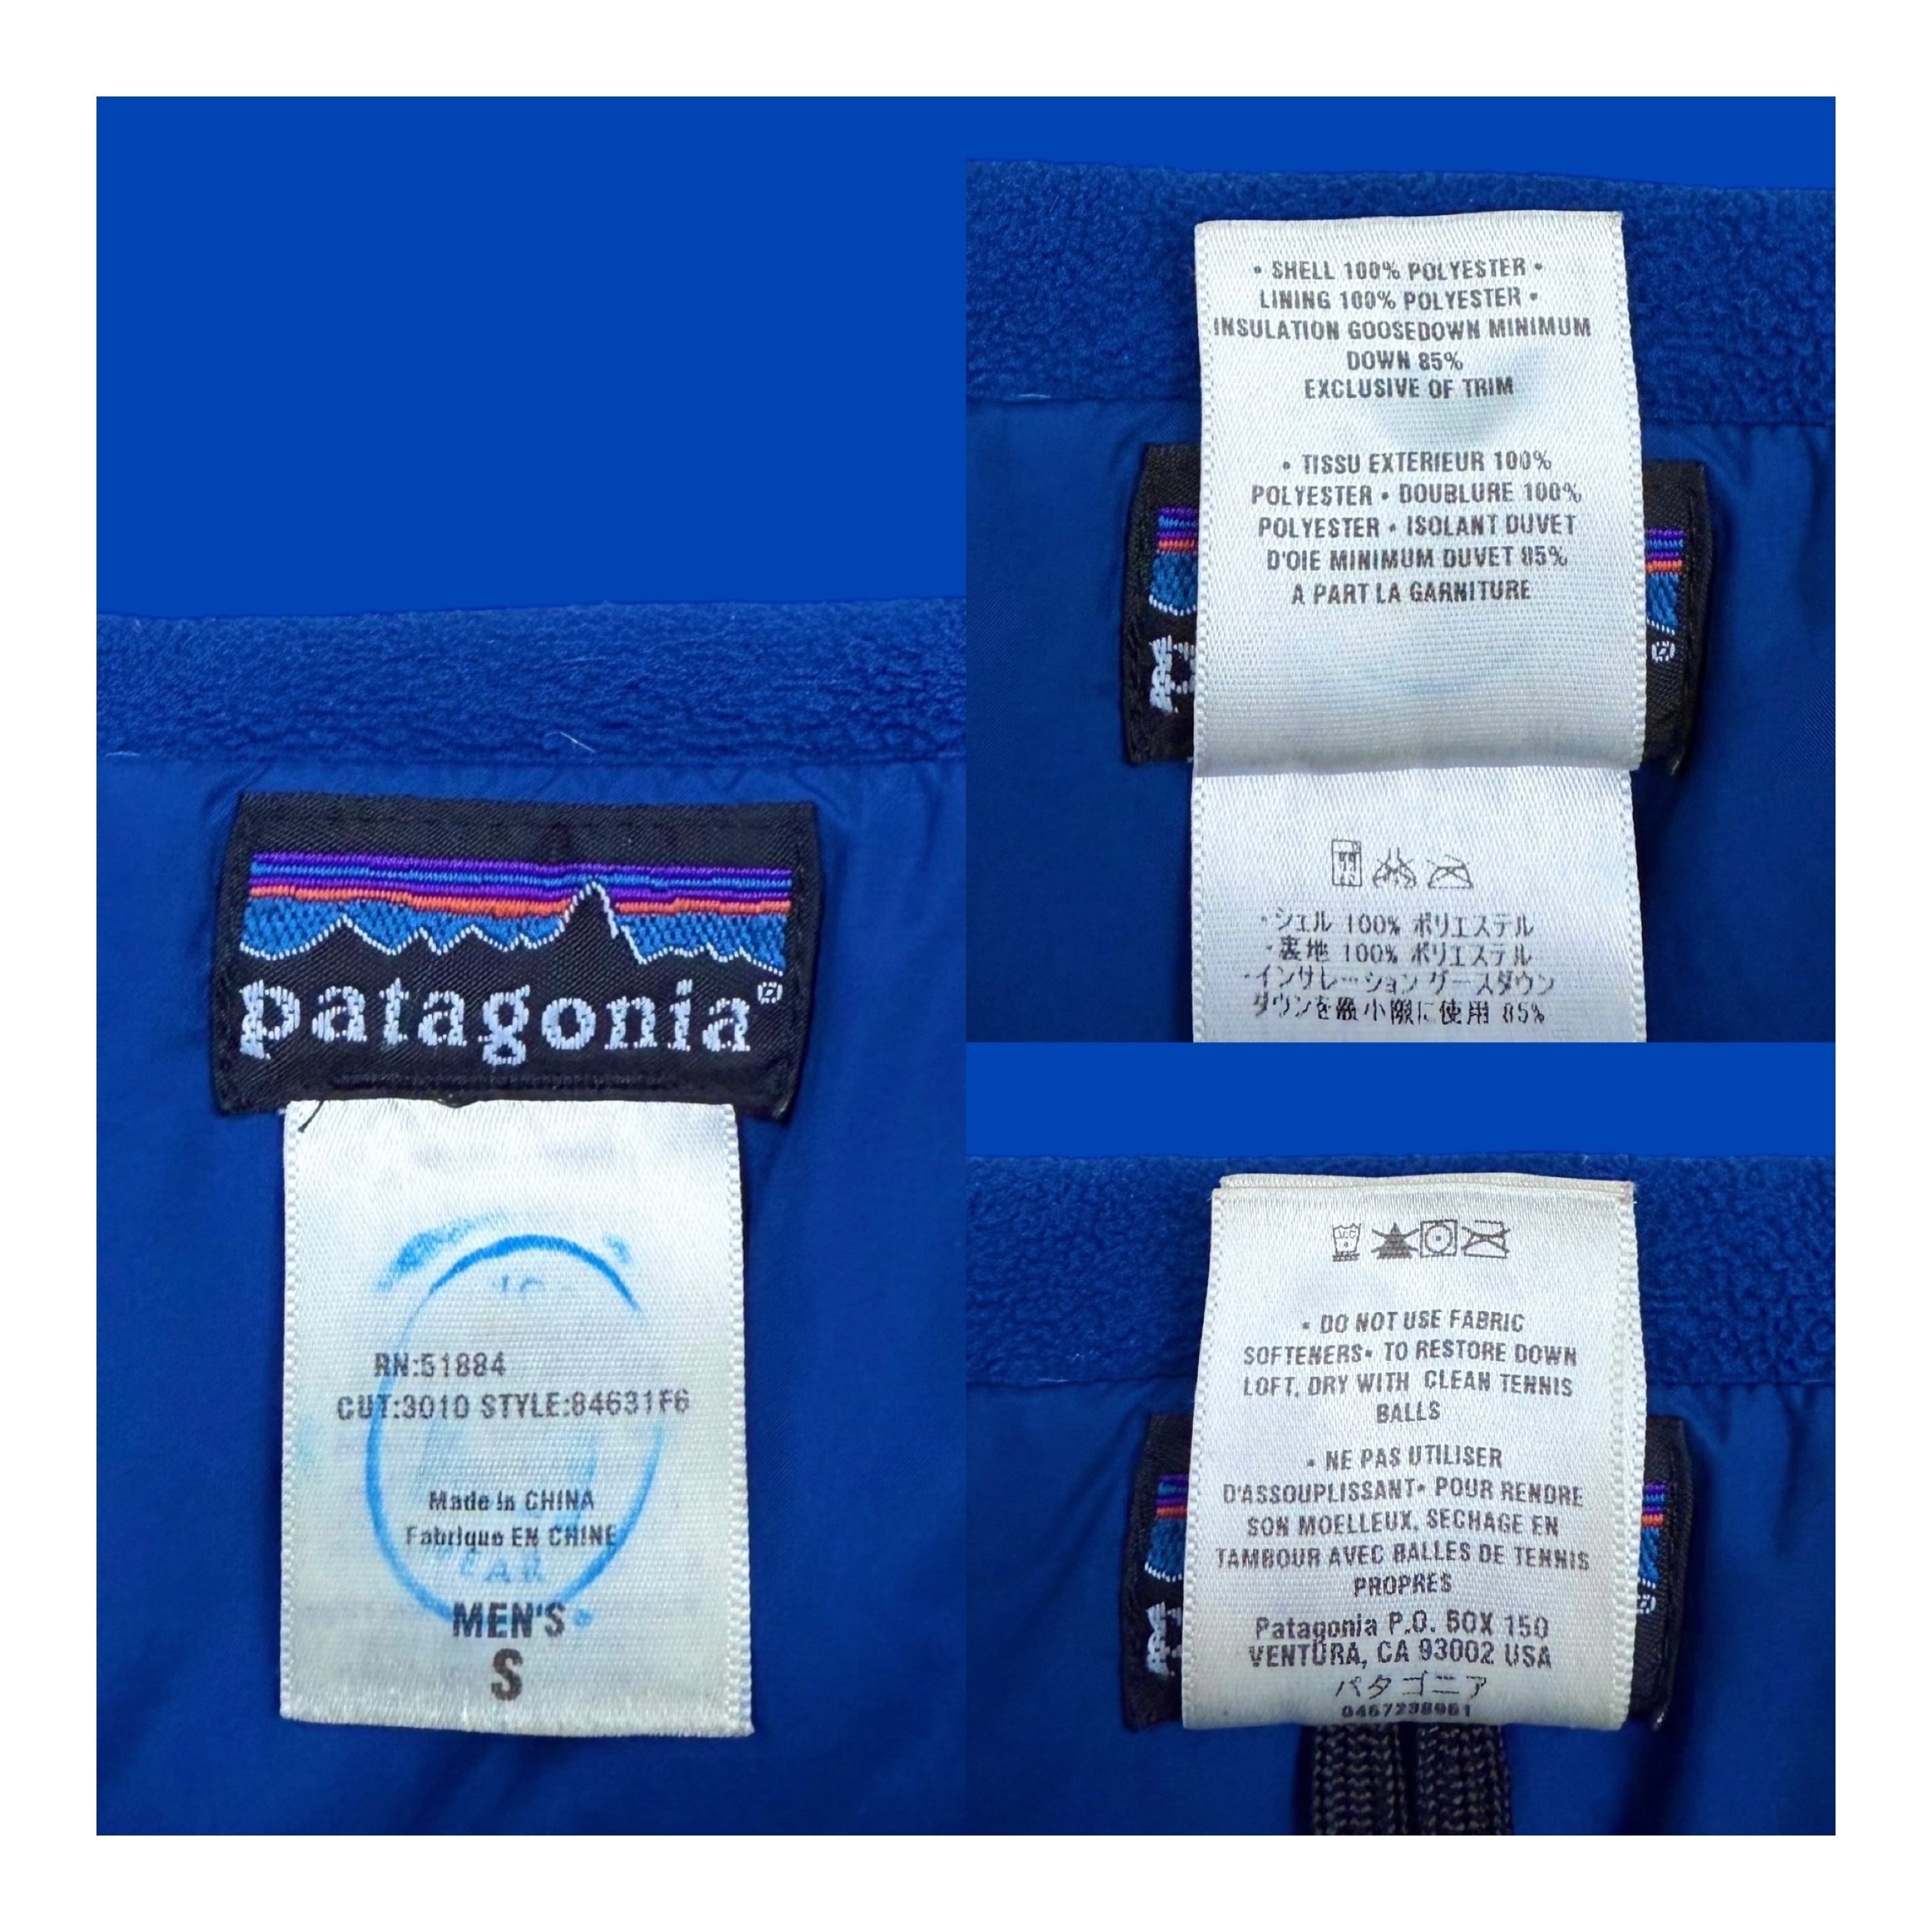 patagonia®
RN:51884
CUT:3010 STYLE:84631F6
Made in CHINA
Fabrique EN CHINE
MEN'S
S
• SHELL 100% POLYESTER •
LINING 100% POLYESTER •
INSULATION GOOSEDOWN MINIMUM
DOWN 85%
EXCLUSIVE OF TRIM
• TISSU EXTERIEUR 100%
POLYESTER • DOUBLURE 100%
POLYESTER • ISOLANT DUVET
D'OIE MINIMUM DUVET 85%
A PART LA GARNITURE
・シェル 100% ポリエステル
・裏地 100% ポリエステル
・インサレーション グースダウン
ダウンを最小限に使用 85%
• DO NOT USE FABRIC
SOFTENERS• TO RESTORE DOWN
LOFT, DRY WITH CLEAN TENNIS
BALLS
• NE PAS UTILISER
D'ASSOUPLISSANT• POUR RENDRE
SON MOELLEUX, SECHAGE EN
TAMBOUR AVEC BALLES DE TENNIS
PROPRES
Patagonia P.O. BOX 150
VENTURA, CA 93002 USA
パタゴニア